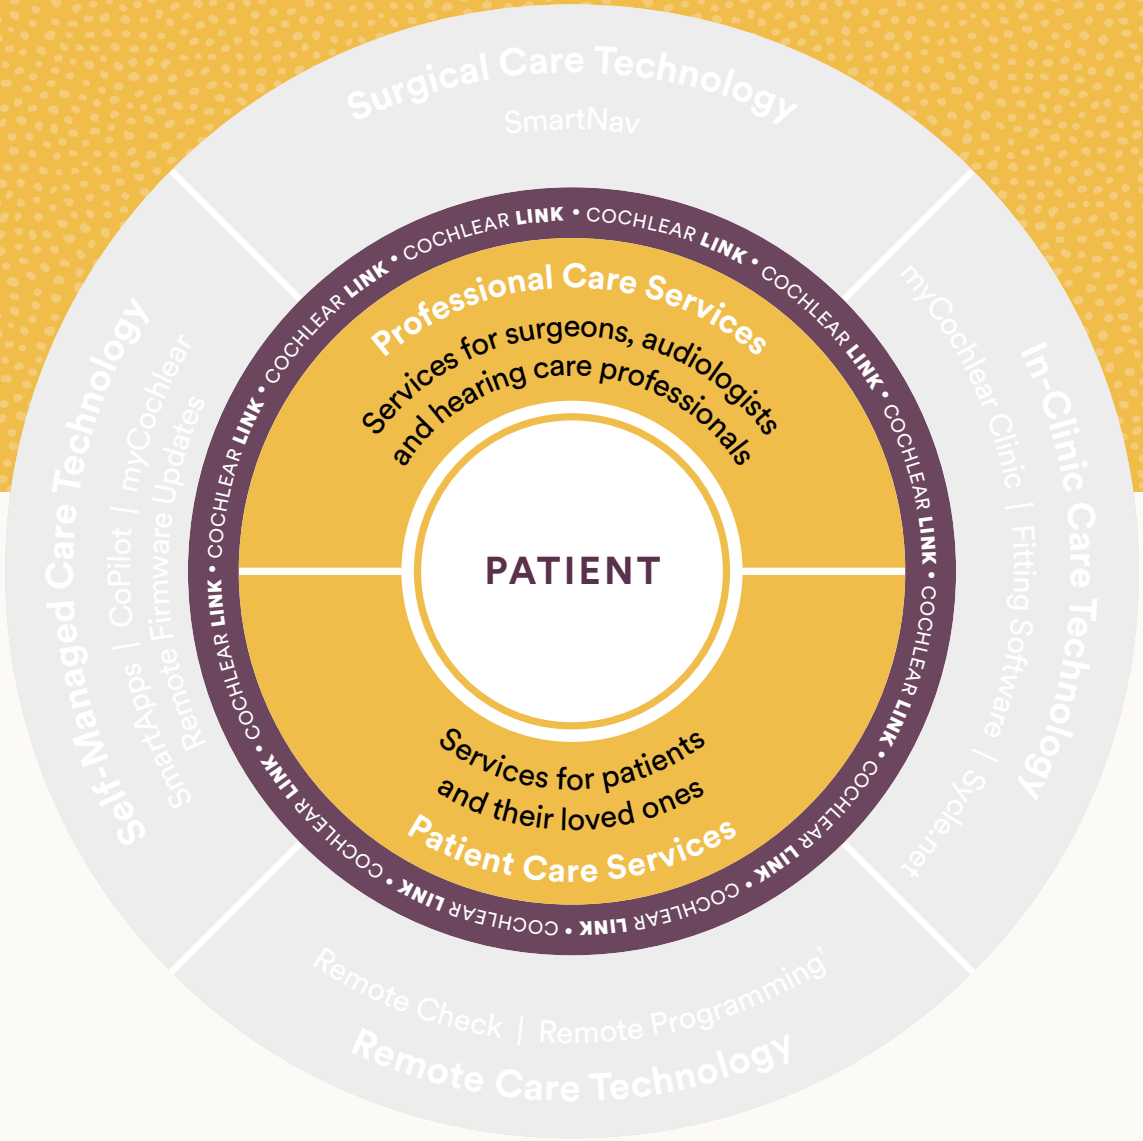 Surgical Care Technology
SmartNav
COCHLEAR LINK • COCHLEAR LINK • COCHLEAR LINK • COCHLEAR LINK • COCHLEAR LINK • COCHLEAR LINK • COCHLEAR LINK • COCHLEAR LINK • COCHLEAR LINK • COCHLEAR LINK • COCHLEAR LINK • COCHLEAR LINK •
Professional Care Services
Services for surgeons, audiologists
and hearing care professionals
PATIENT
Services for patients
and their loved ones
Patient Care Services
In-Clinic Care Technology
myCochlear Clinic | Fitting Software | Sycle.net
Remote Check | Remote Programming†
Remote Care Technology
Self-Managed Care Technology
SmartApps | CoPilot | myCochlear
Remote Firmware Updates